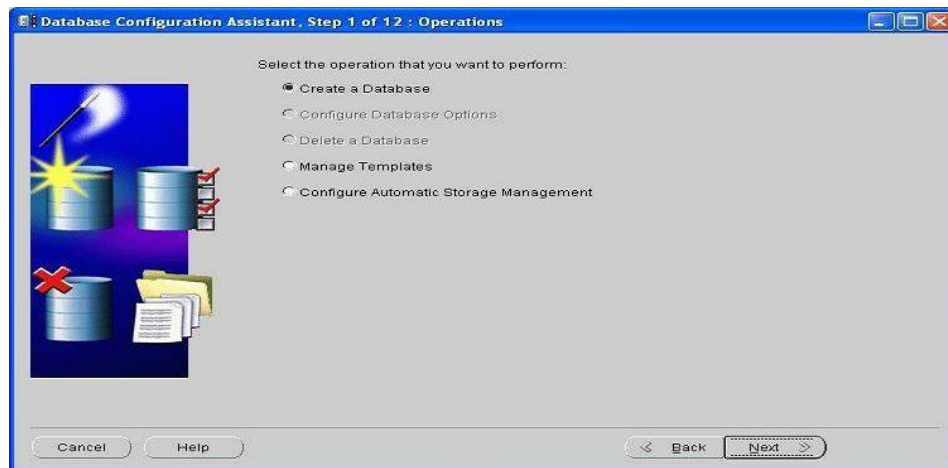 Database Configuration Assistant, Step 1 of 12 : Operations
Select the operation that you want to perform:
Create a Database
Configure Database Options
Delete a Database
Manage Templates
Configure Automatic Storage Management
Cancel
Help
Back
Next